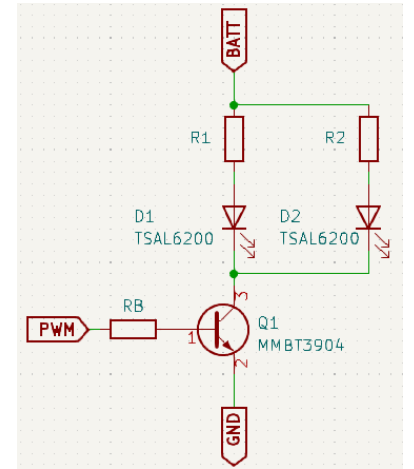 BATT
R1
R2
D1
TSAL6200
D2
TSAL6200
RB
PWM
1
3
2
Q1
MMBT3904
GND